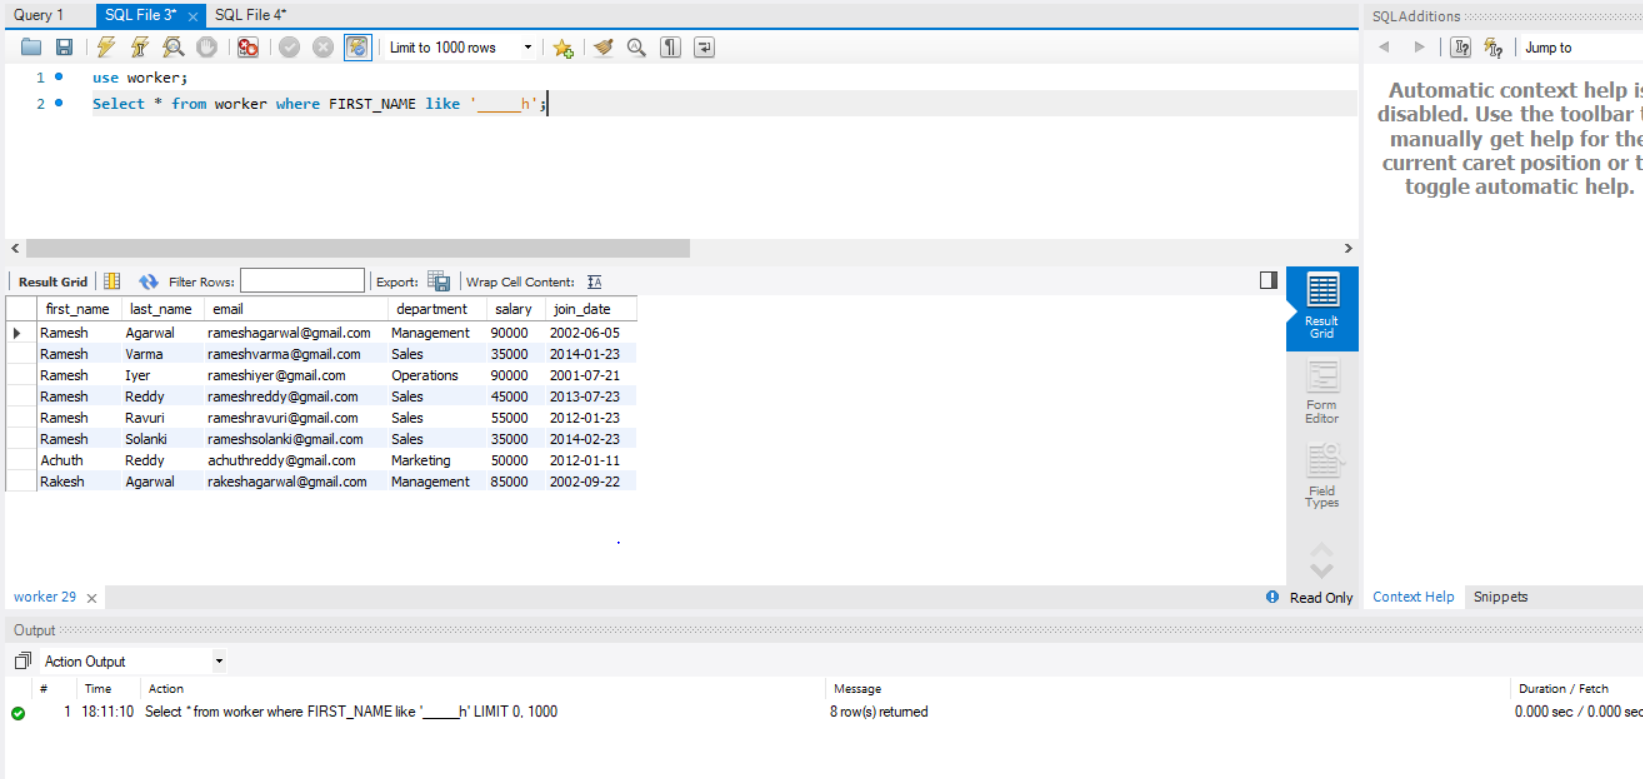 Query 1 SQL File 3* SQL File 4*
SQLAdditions
Limit to 1000 rows
Jump to
1 use worker;
2 Select * from worker where FIRST_NAME like '_____h';
Automatic context help is
disabled. Use the toolbar
manually get help for the
current caret position or
toggle automatic help.
Result Grid Filter Rows: Export: Wrap Cell Content:
first_name last_name email department salary join_date
Ramesh Agarwal rameshagarwal@gmail.com Management 90000 2002-06-05
Ramesh Varma rameshvarma@gmail.com Sales 35000 2014-01-23
Ramesh Iyer rameshiyer@gmail.com Operations 90000 2001-07-21
Ramesh Reddy rameshreddy@gmail.com Sales 45000 2013-07-23
Ramesh Ravuri rameshravuri@gmail.com Sales 55000 2012-01-23
Ramesh Solanki rameshsolanki@gmail.com Sales 35000 2014-02-23
Achuth Reddy achuthreddy@gmail.com Marketing 50000 2012-01-11
Rakesh Agarwal rakeshagarwal@gmail.com Management 85000 2002-09-22
Result
Grid
Form
Editor
Field
Types
worker 29 Read Only
Context Help Snippets
Output
Action Output
# Time Action Message Duration / Fetch
1 18:11:10 Select * from worker where FIRST_NAME like '_____h' LIMIT 0, 1000 8 row(s) returned 0.000 sec / 0.000 sec